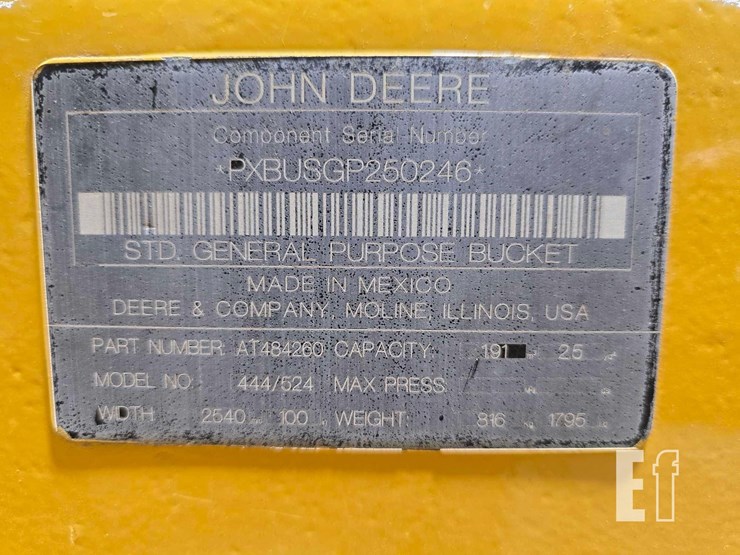 JOHN DEERE
Component Serial Number
*PXBUSGP250246*
STD. GENERAL PURPOSE BUCKET
MADE IN MEXICO
DEERE & COMPANY, MOLINE, ILLINOIS, USA
PART NUMBER: AT484260 CAPACITY: 191 25
MODEL NO: 444/524 MAX PRESS:
WIDTH: 2540 100 WEIGHT: 816 1795
Ef